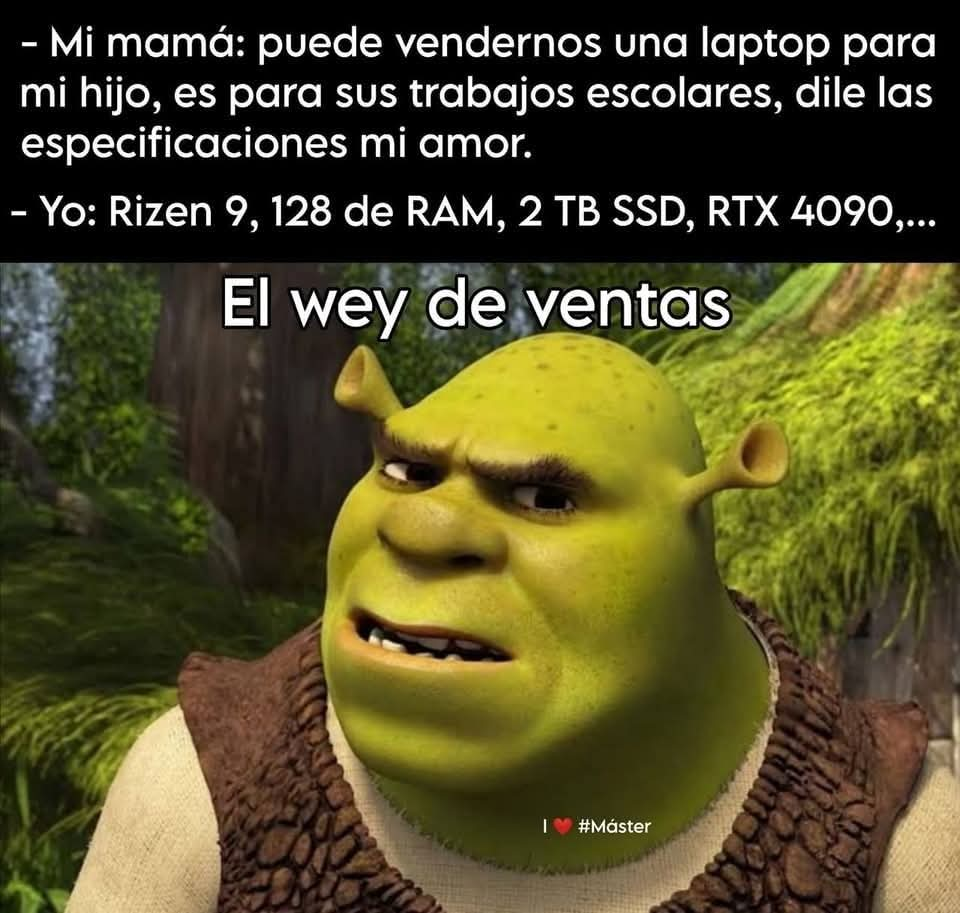 - Mi mamá: puede vendernos una laptop para
mi hijo, es para sus trabajos escolares, dile las
especificaciones mi amor.
- Yo: Rizen 9, 128 de RAM, 2 TB SSD, RTX 4090,...
El wey de ventas
I ❤️ #Máster